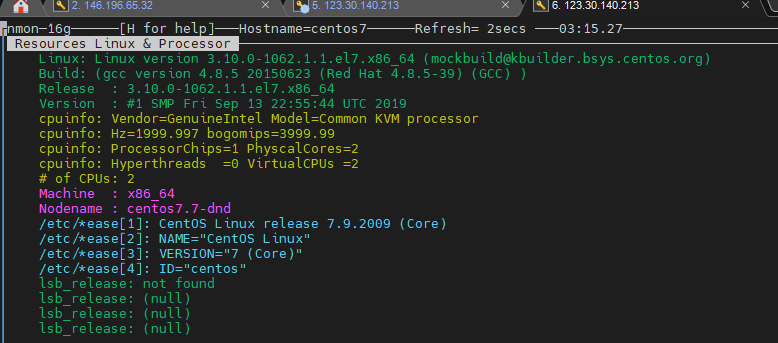 2. 146.196.65.32
5. 123.30.140.213
6. 123.30.140.213
nmon─16g──────[H for help]───Hostname=centos7──────Refresh= 2secs ───03:15.27──
Resources Linux & Processor
Linux: Linux version 3.10.0-1062.1.1.el7.x86_64 (mockbuild@kbuilder.bsys.centos.org)
Build: (gcc version 4.8.5 20150623 (Red Hat 4.8.5-39) (GCC) )
Release  : 3.10.0-1062.1.1.el7.x86_64
Version  : #1 SMP Fri Sep 13 22:55:44 UTC 2019
cpuinfo: Vendor=GenuineIntel Model=Common KVM processor
cpuinfo: Hz=1999.997 bogomips=3999.99
cpuinfo: ProcessorChips=1 PhyscalCores=2
cpuinfo: Hyperthreads  =0 VirtualCPUs =2
# of CPUs: 2
Machine  : x86_64
Nodename : centos7.7-dnd
/etc/*ease[1]: CentOS Linux release 7.9.2009 (Core)
/etc/*ease[2]: NAME="CentOS Linux"
/etc/*ease[3]: VERSION="7 (Core)"
/etc/*ease[4]: ID="centos"
lsb_release: not found
lsb_release: (null)
lsb_release: (null)
lsb_release: (null)